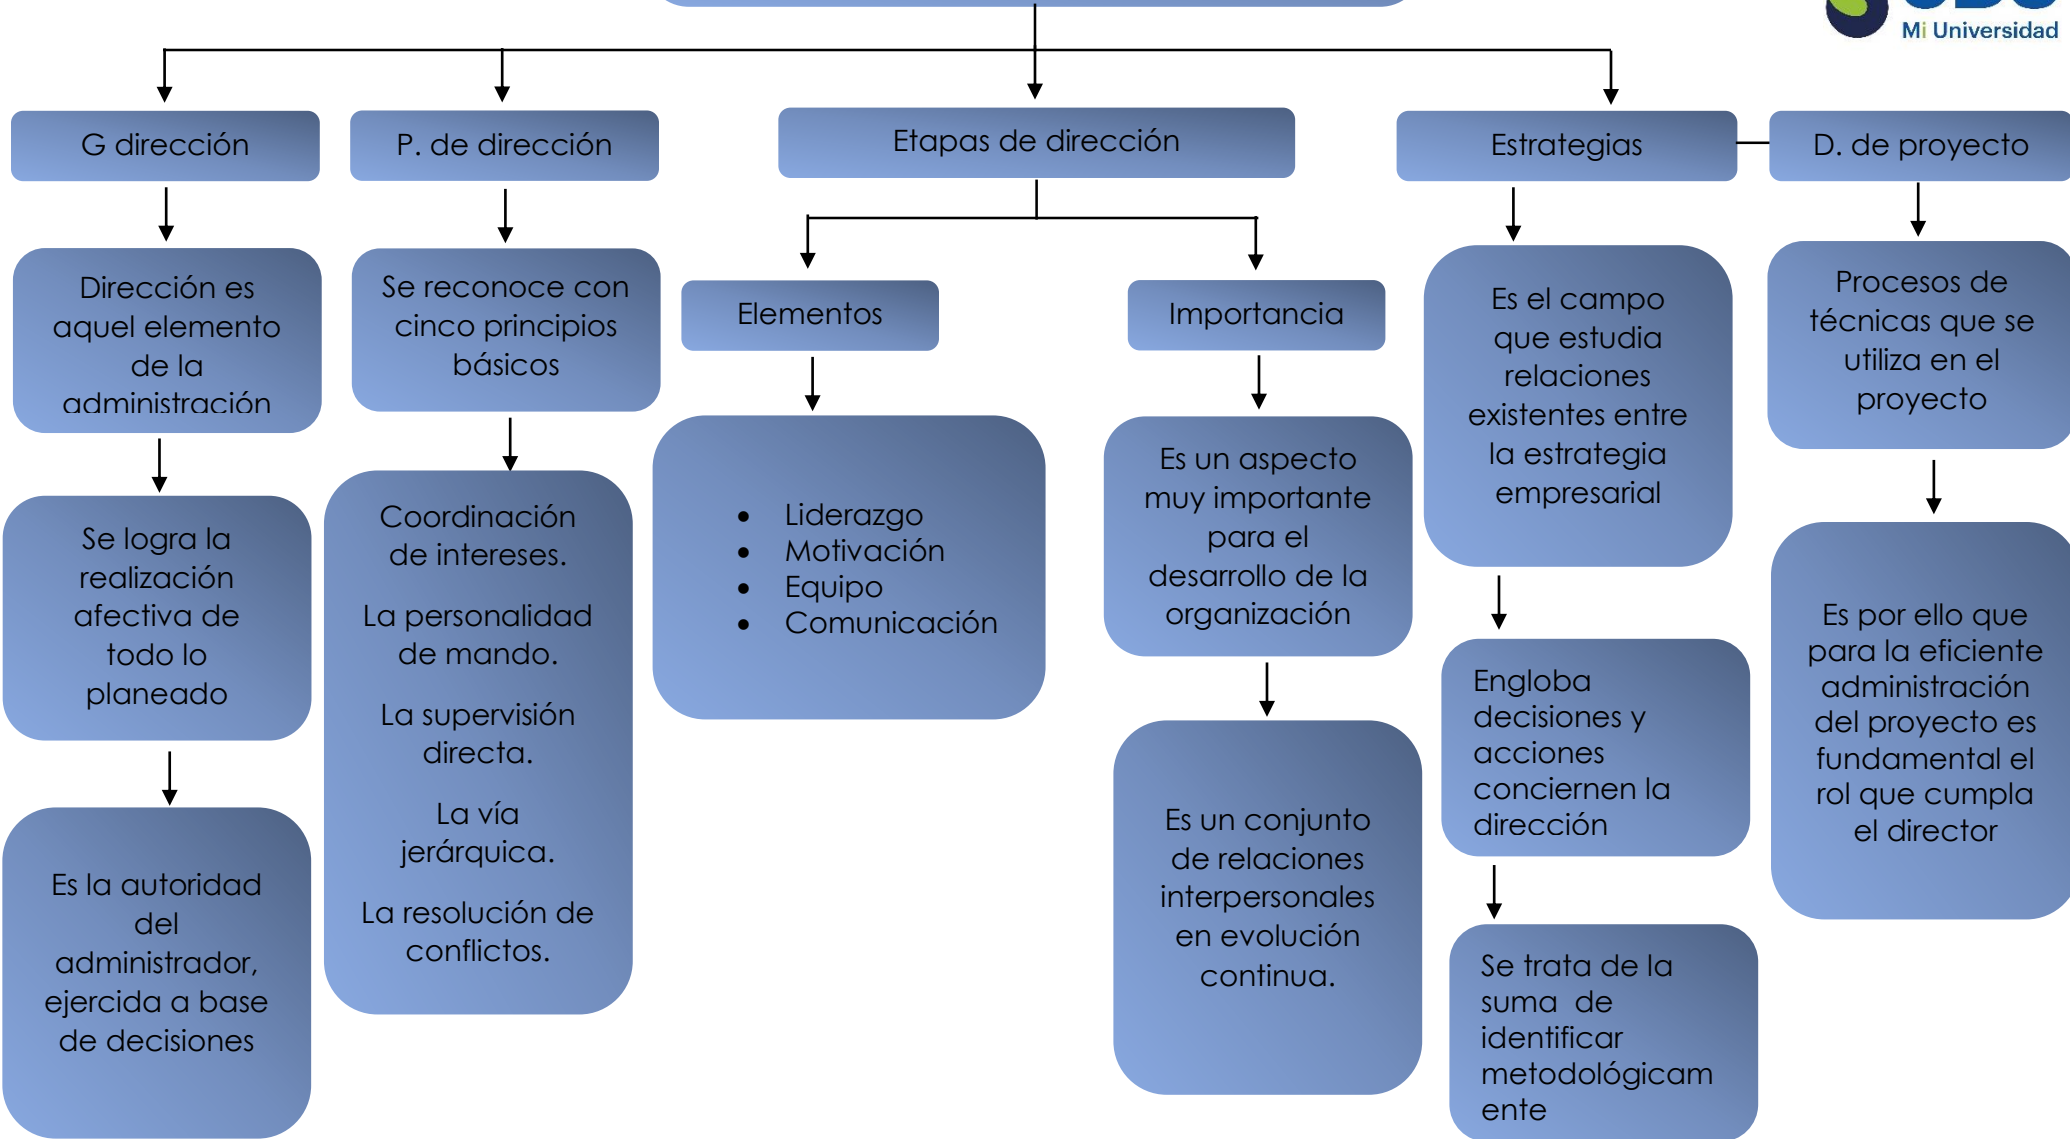 Mi Universidad
G dirección
P. de dirección
Etapas de dirección
Estrategias
D. de proyecto
Dirección es
aquel elemento
de la
administración
Se logra la
realización
afectiva de
todo lo
planeado
Es la autoridad
del
administrador,
ejercida a base
de decisiones
Se reconoce con
cinco principios
básicos
Coordinación
de intereses.
La personalidad
de mando.
La supervisión
directa.
La vía
jerárquica.
La resolución de
conflictos.
Elementos
• Liderazgo
• Motivación
• Equipo
• Comunicación
Importancia
Es un aspecto
muy importante
para el
desarrollo de la
organización
Es un conjunto
de relaciones
interpersonales
en evolución
continua.
Es el campo
que estudia
relaciones
existentes entre
la estrategia
empresarial
Engloba
decisiones y
acciones
conciernen la
dirección
Se trata de la
suma  de
identificar
metodológicam
ente
Procesos de
técnicas que se
utiliza en el
proyecto
Es por ello que
para la eficiente
administración
del proyecto es
fundamental el
rol que cumpla
el director